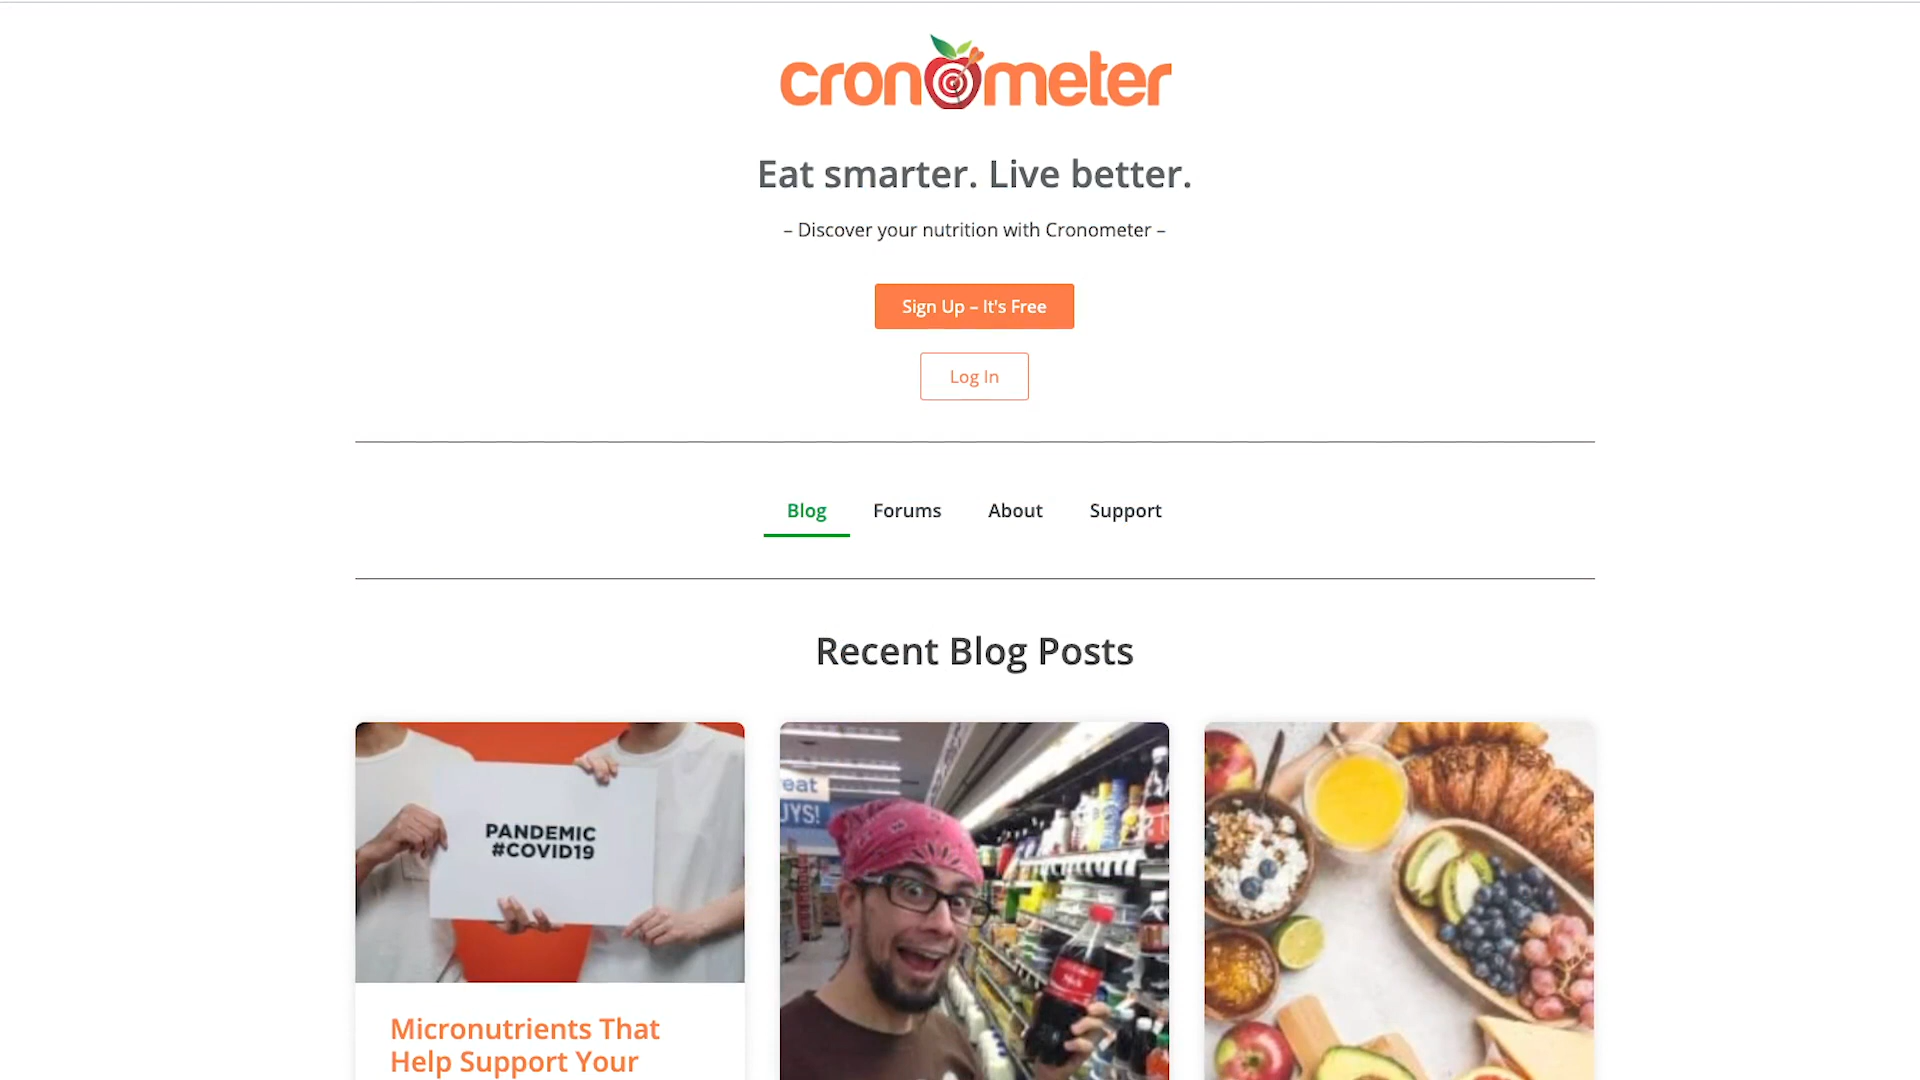 cronometer
Eat smarter. Live better.
– Discover your nutrition with Cronometer –
Sign Up – It's Free
Log In
Blog Forums About Support
Recent Blog Posts
PANDEMIC
#COVID19
eat
UYS!
Micronutrients That
Help Support Your